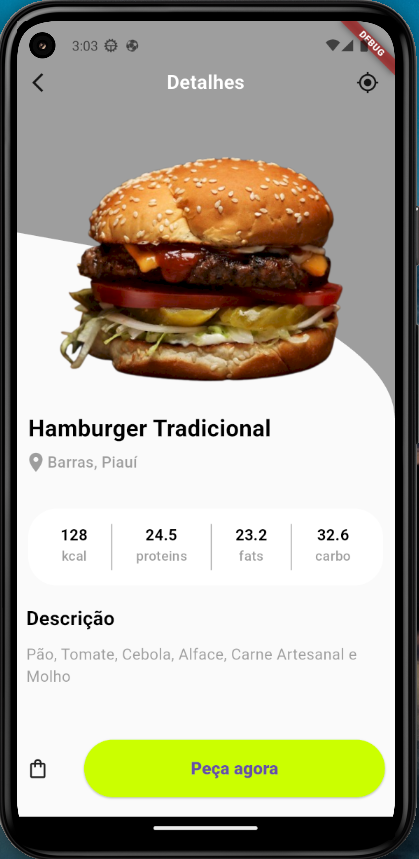 3:03
DEBUG
Detalhes
Hamburger Tradicional
Barras, Piauí
128 24.5 23.2 32.6
kcal proteins fats carbo
Descrição
Pão, Tomate, Cebola, Alface, Carne Artesanal e
Molho
Peça agora